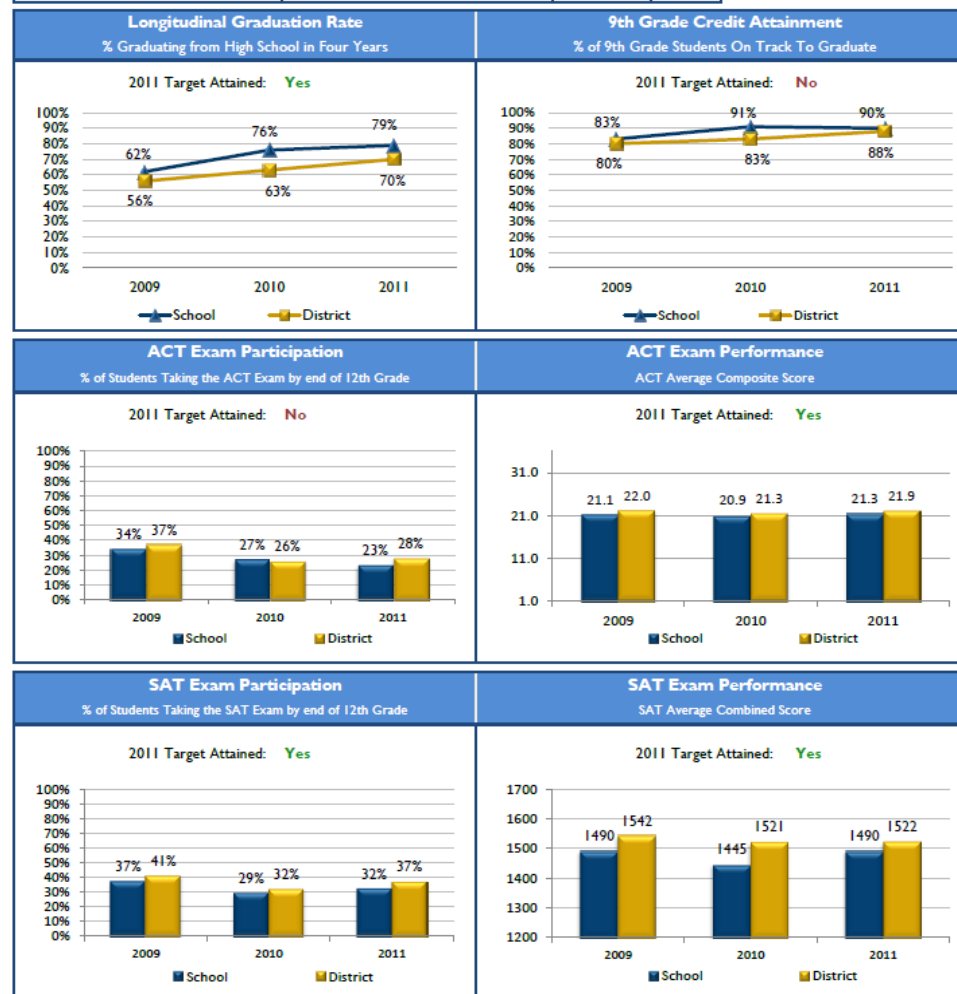 Longitudinal Graduation Rate
% Graduating from High School in Four Years
2011 Target Attained: Yes
100%
90%
80%
70%
60%
50%
40%
30%
20%
10%
0%
62%
76%
79%
56%
63%
70%
2009 2010 2011
School District
9th Grade Credit Attainment
% of 9th Grade Students On Track To Graduate
2011 Target Attained: No
100%
90%
80%
70%
60%
50%
40%
30%
20%
10%
0%
83%
91%
90%
80%
83%
88%
2009 2010 2011
School District
ACT Exam Participation
% of Students Taking the ACT Exam by end of 12th Grade
2011 Target Attained: No
100%
90%
80%
70%
60%
50%
40%
30%
20%
10%
0%
34% 37%
27% 26%
23% 28%
2009 2010 2011
School District
ACT Exam Performance
ACT Average Composite Score
2011 Target Attained: Yes
31.0
21.0
11.0
1.0
21.1 22.0
20.9 21.3
21.3 21.9
2009 2010 2011
School District
SAT Exam Participation
% of Students Taking the SAT Exam by end of 12th Grade
2011 Target Attained: Yes
100%
90%
80%
70%
60%
50%
40%
30%
20%
10%
0%
37% 41%
29% 32%
32% 37%
2009 2010 2011
School District
SAT Exam Performance
SAT Average Combined Score
2011 Target Attained: Yes
1700
1600
1500
1400
1300
1200
1490 1542
1445 1521
1490 1522
2009 2010 2011
School District